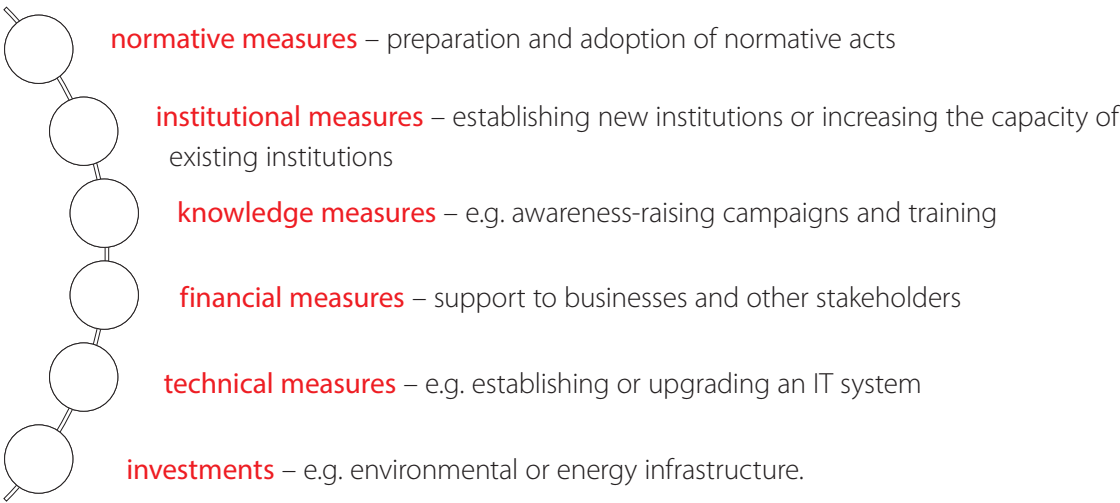 normative measures – preparation and adoption of normative acts
institutional measures – establishing new institutions or increasing the capacity of
existing institutions
knowledge measures – e.g. awareness-raising campaigns and training
financial measures – support to businesses and other stakeholders
technical measures – e.g. establishing or upgrading an IT system
investments – e.g. environmental or energy infrastructure.